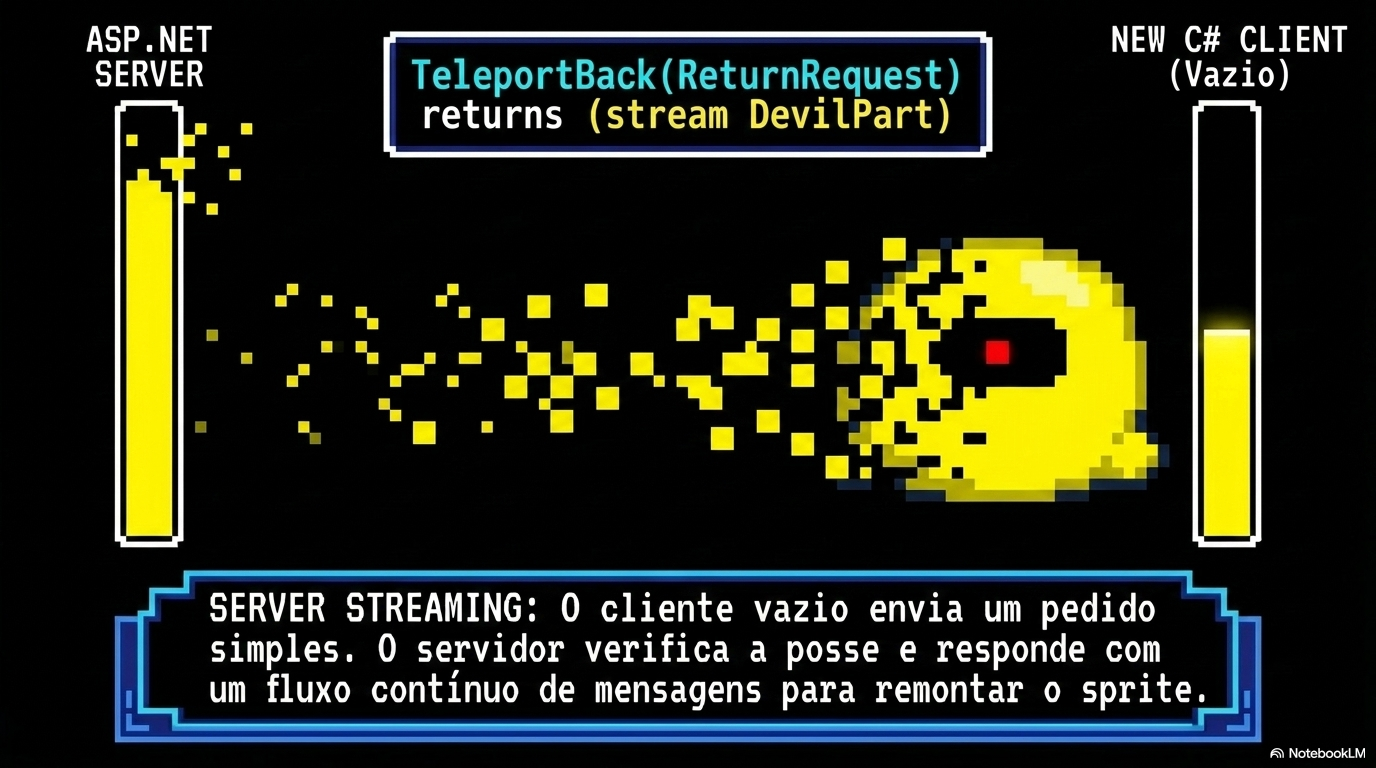 ASP.NET
SERVER
TeleportBack(ReturnRequest)
returns (stream DevilPart)
NEW C# CLIENT
(Vazio)
SERVER STREAMING: O cliente vazio envia um pedido
simples. O servidor verifica a posse e responde com
um fluxo contínuo de mensagens para remontar o sprite.
NotebookLM